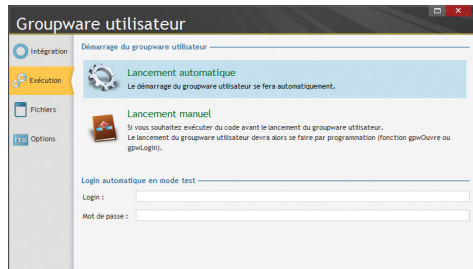 Groupware utilisateur
Intégration
Exécution
Fichiers
Options
Démarrage du groupware utilisateur
Lancement automatique
Le démarrage du groupware utilisateur se fera automatiquement.
Lancement manuel
Si vous souhaitez exécuter du code avant le lancement du groupware utilisateur.
Le lancement du groupware utilisateur devra alors se faire par programmation (fonction gpwOuvre ou
gpwLogin).
Login automatique en mode test
Login :
Mot de passe :